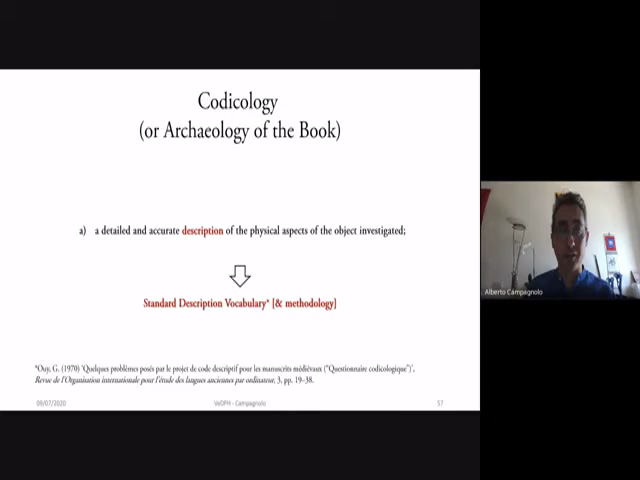 Codicology
(or Archaeology of the Book)
a) a detailed and accurate description of the physical aspects of the object investigated;
Standard Description Vocabulary* [& methodology]
*Ouy, G. (1970) 'Quelques problèmes posés par le projet de code descriptif pour les manuscrits médiévaux ("Questionnaire codicologique")',
Revue de l'Organisation internationale pour l'étude des langues anciennes par ordinateur, 3, pp. 19–38.
09/07/2020
VeDPH - Campagnolo
57
Alberto Campagnolo